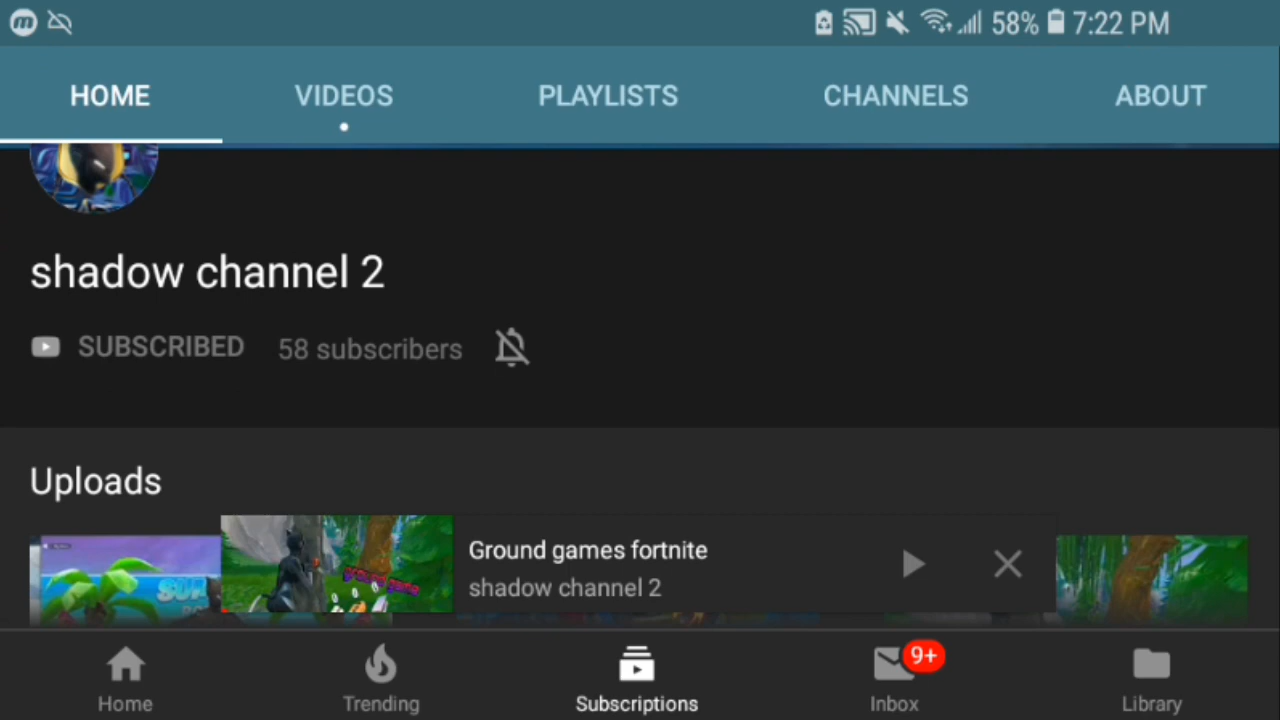 58% 7:22 PM
HOME VIDEOS PLAYLISTS CHANNELS ABOUT
shadow channel 2
SUBSCRIBED 58 subscribers
Uploads
Ground games fortnite
shadow channel 2
Home Trending Subscriptions Inbox 9+ Library